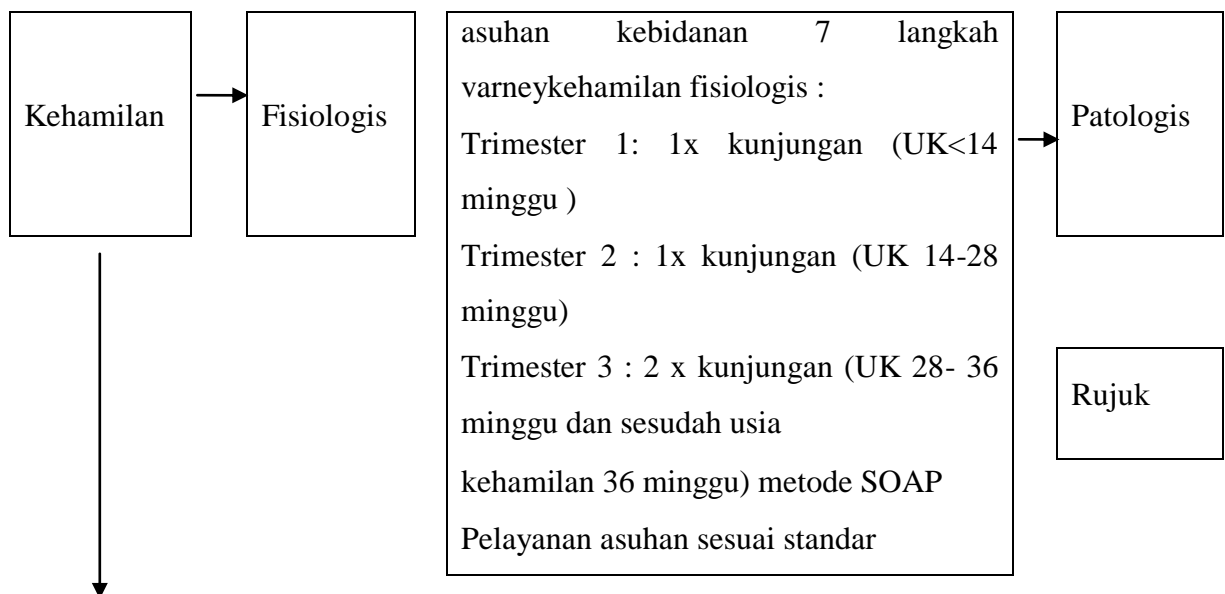 Kehamilan
Fisiologis
asuhan kebidanan 7 langkah
varneykehamilan fisiologis :
Trimester 1: 1x kunjungan (UK<14
minggu )
Trimester 2 : 1x kunjungan (UK 14-28
minggu)
Trimester 3 : 2 x kunjungan (UK 28- 36
minggu dan sesudah usia
kehamilan 36 minggu) metode SOAP
Pelayanan asuhan sesuai standar
Patologis
Rujuk